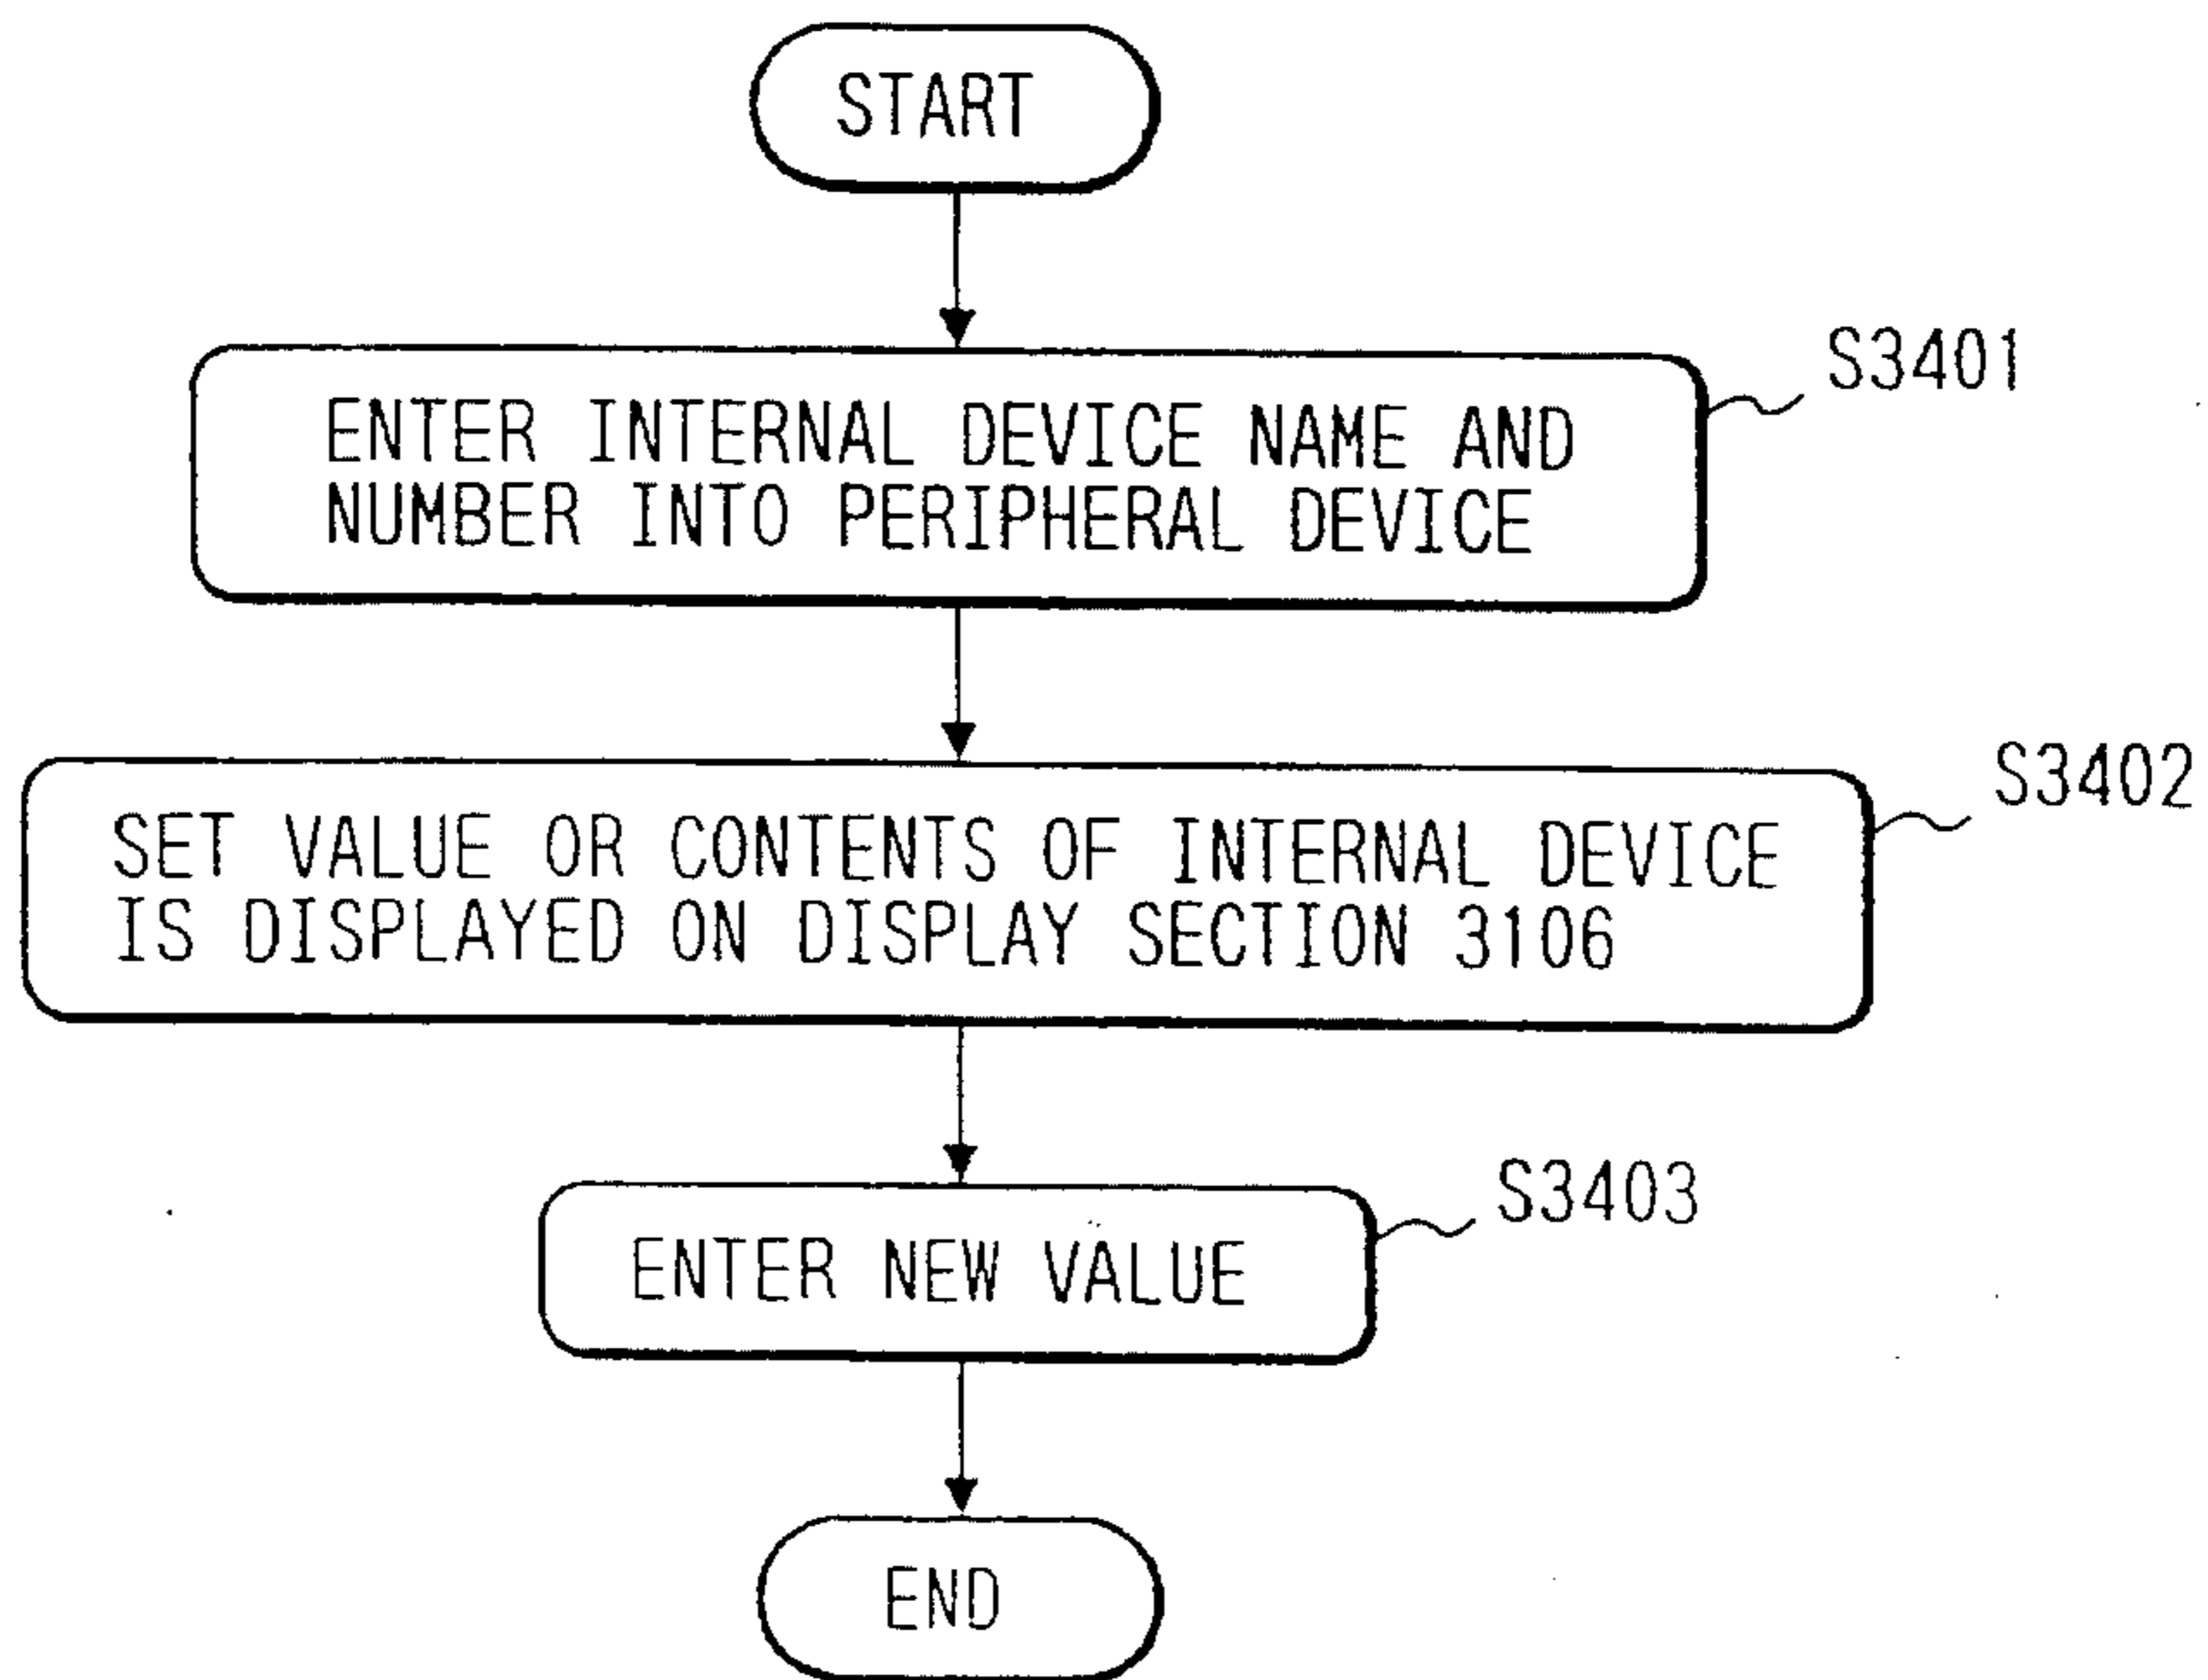 START
S3401
ENTER INTERNAL DEVICE NAME AND
NUMBER INTO PERIPHERAL DEVICE
S3402
SET VALUE OR CONTENTS OF INTERNAL DEVICE
IS DISPLAYED ON DISPLAY SECTION 3106
S3403
ENTER NEW VALUE
END